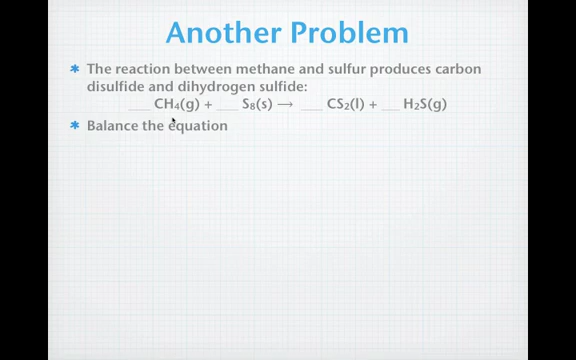 Another Problem
* The reaction between methane and sulfur produces carbon
disulfide and dihydrogen sulfide:
___ CH₄(g) + ___ S₈(s) → ___ CS₂(l) + ___ H₂S(g)
* Balance the equation